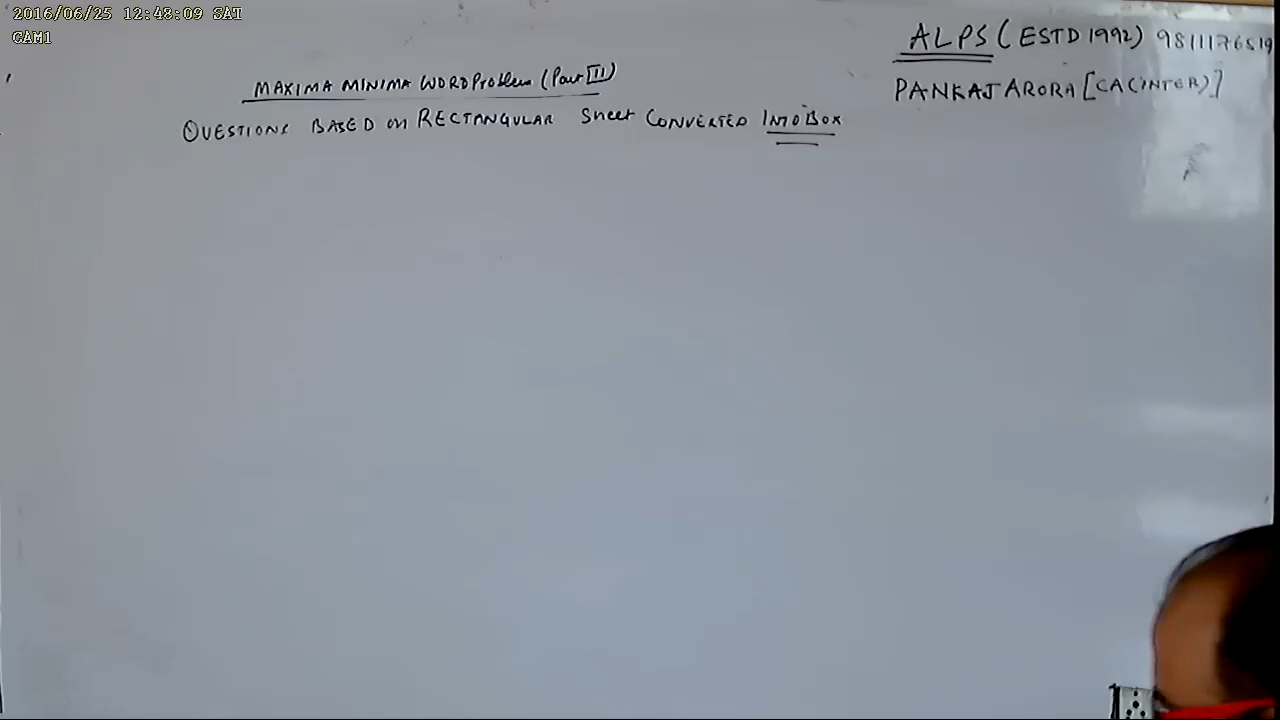 2016/06/25 12:48:09 SAT
CAM1
ALPS (ESTD 1992) 9811176519
PANKAJ ARORA [CA(INTER)]
MAXIMA MINIMA WORD Problem (Part II)
QUESTIONS BASED ON RECTANGULAR Sheet CONVERTED INTO BOX